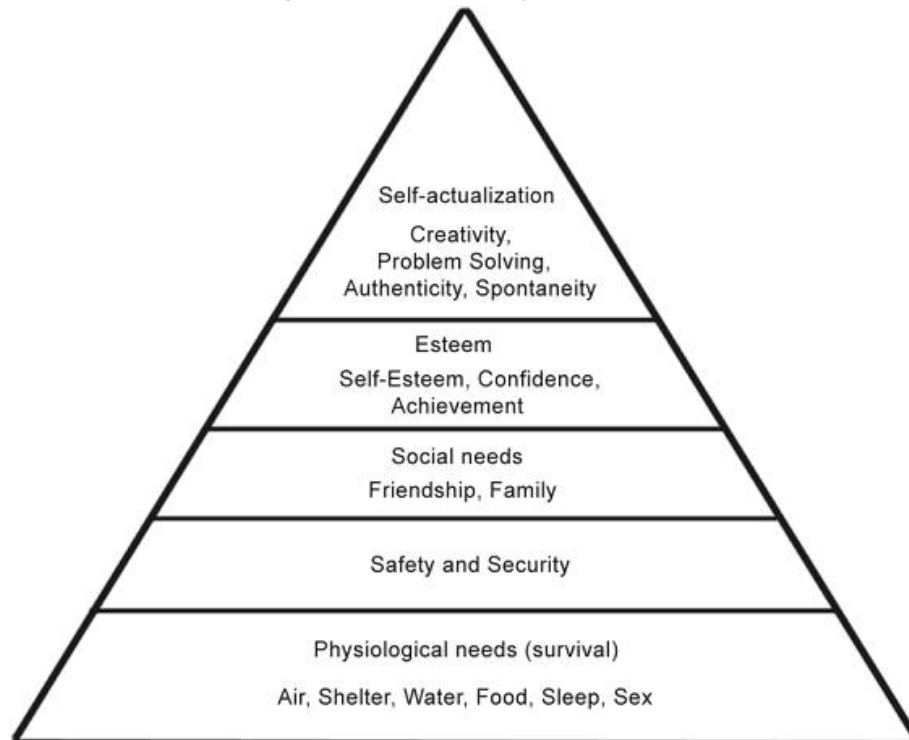 Self-actualization
Creativity,
Problem Solving,
Authenticity, Spontaneity
Esteem
Self-Esteem, Confidence,
Achievement
Social needs
Friendship, Family
Safety and Security
Physiological needs (survival)
Air, Shelter, Water, Food, Sleep, Sex